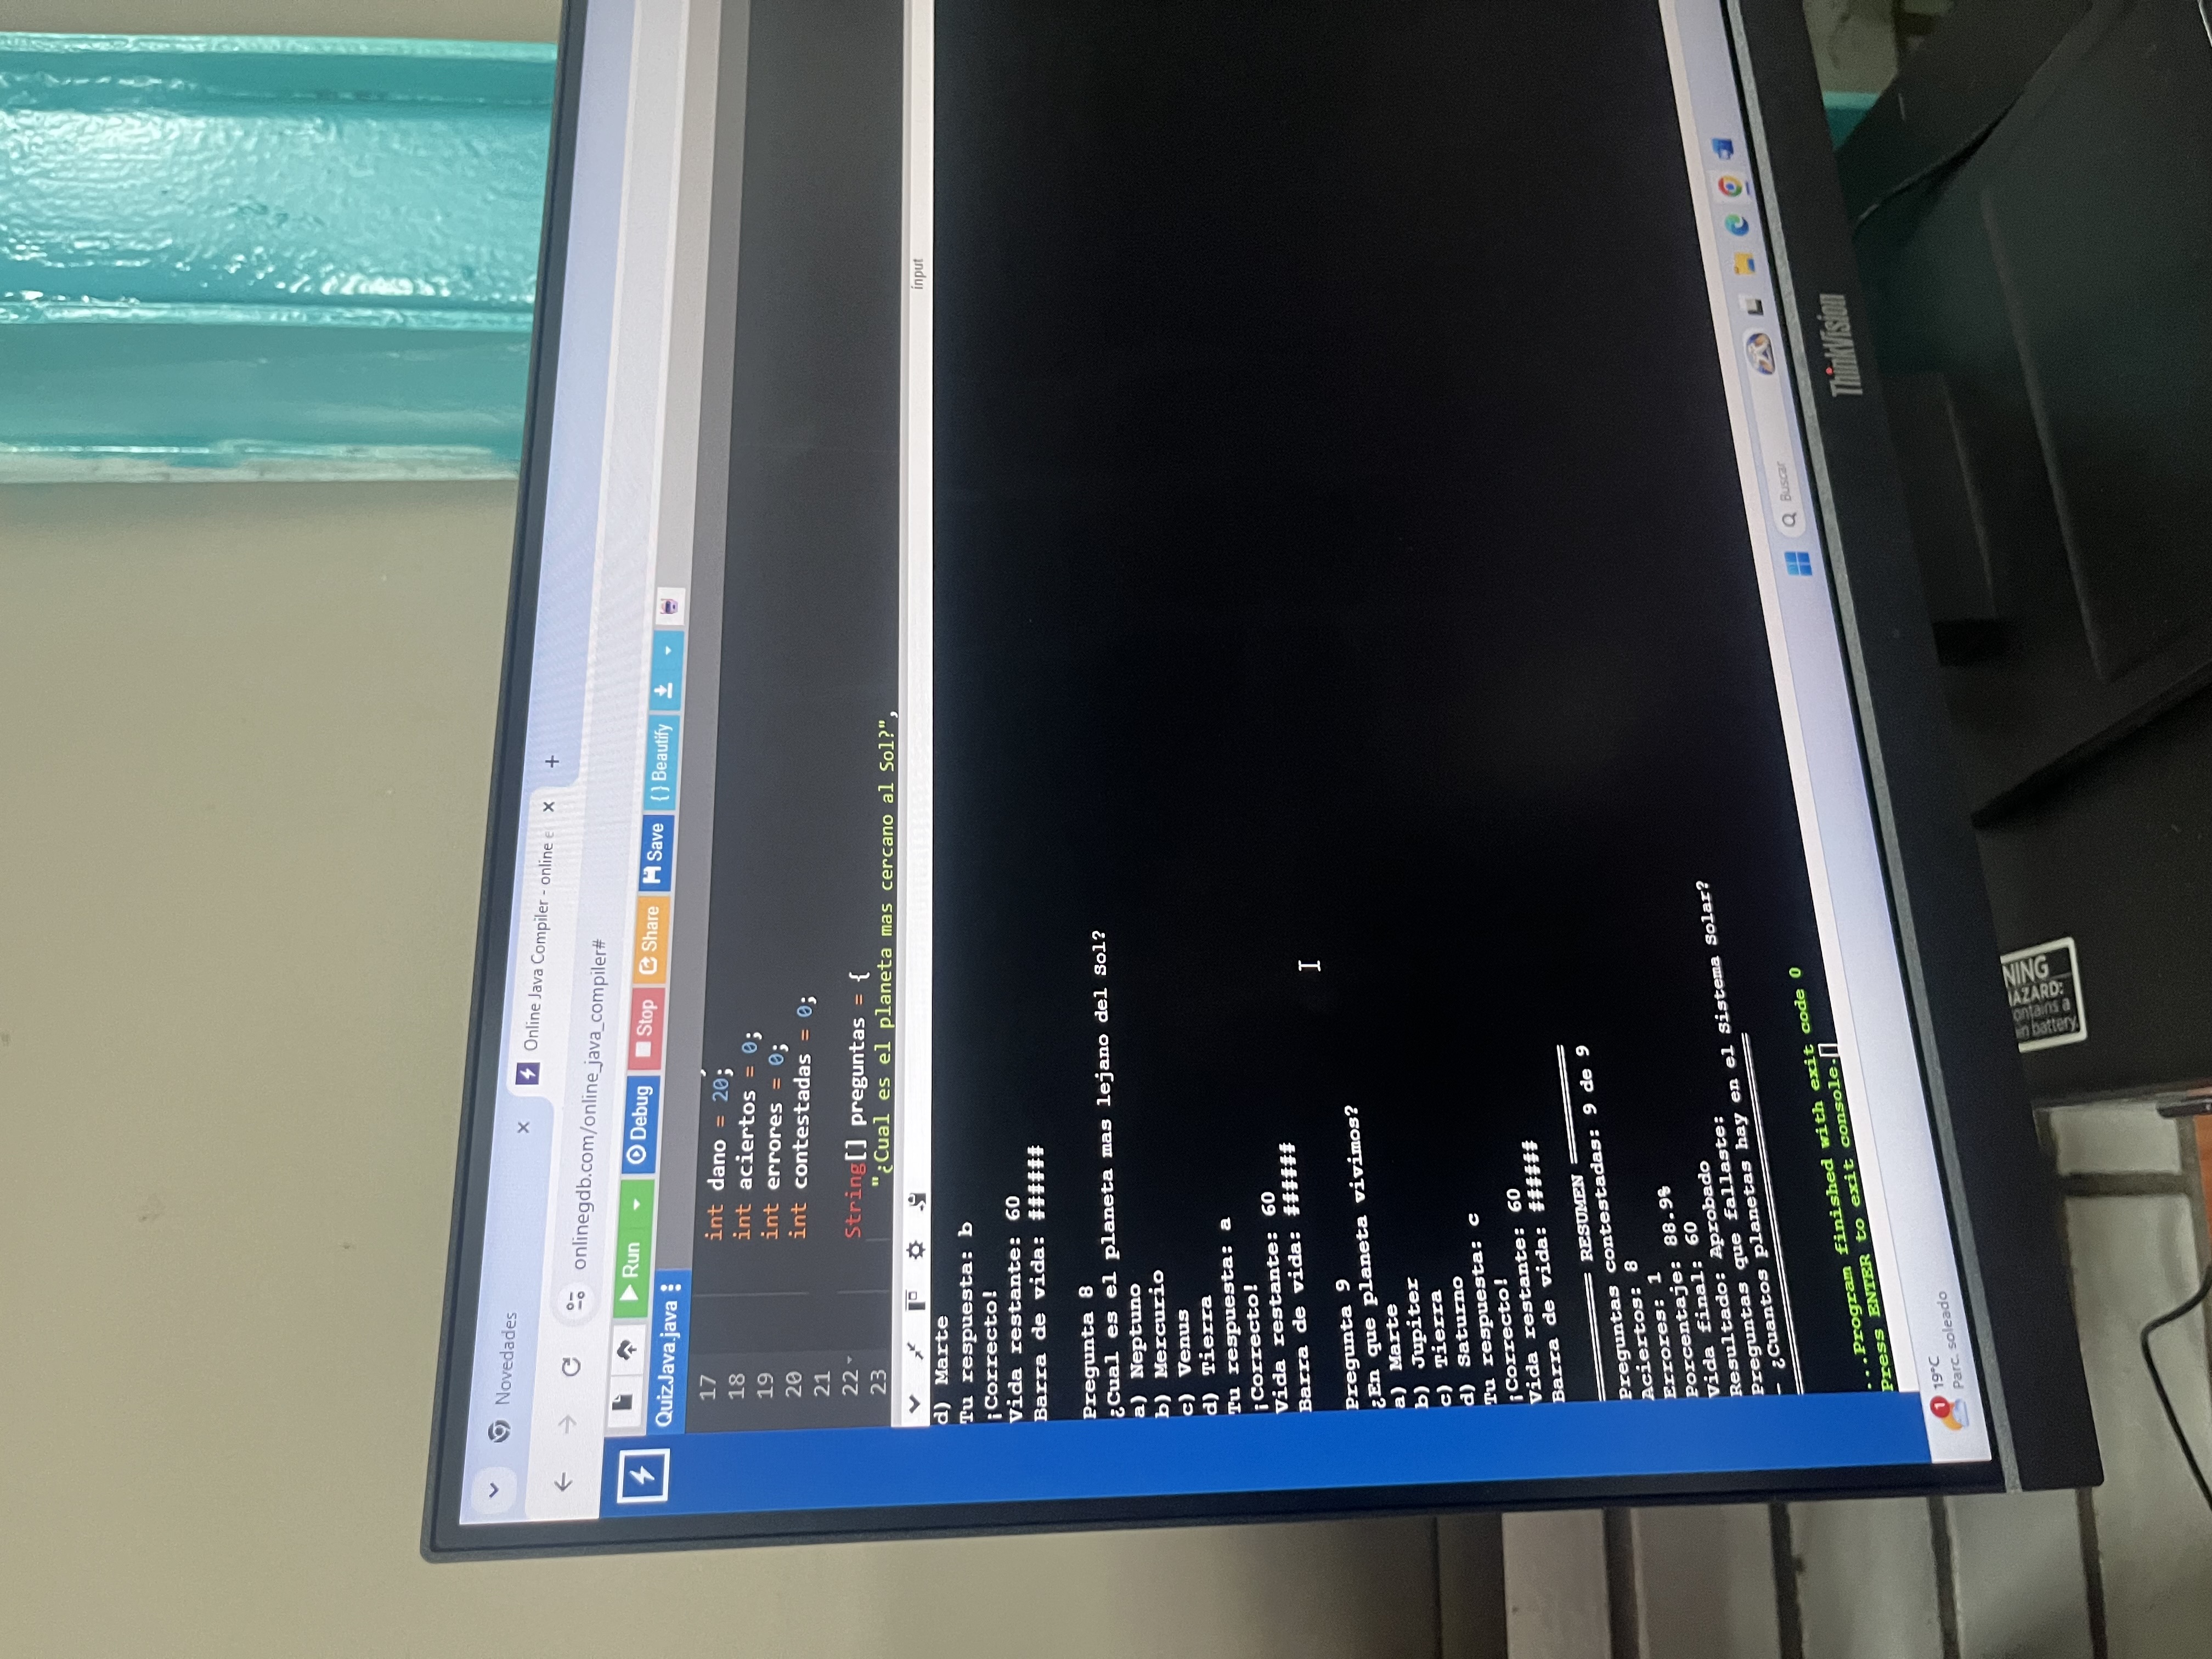 Novedades
Online Java Compiler - online e
onlinegdb.com/online_java_compiler#
Run Debug Stop Share Save {} Beautify
QuizJava.java
17 int dano = 20;
18 int aciertos = 0;
19 int errores = 0;
20 int contestadas = 0;
21
22 String[] preguntas = {
23 "¿Cual es el planeta mas cercano al Sol?",
input
d) Marte
Tu respuesta: b
¡Correcto!
Vida restante: 60
Barra de vida: ######
Pregunta 8
¿Cual es el planeta mas lejano del Sol?
a) Neptuno
b) Mercurio
c) Venus
d) Tierra
Tu respuesta: a
¡Correcto!
Vida restante: 60
Barra de vida: ######
Pregunta 9
¿En que planeta vivimos?
a) Marte
b) Jupiter
c) Tierra
d) Saturno
Tu respuesta: c
¡Correcto!
Vida restante: 60
Barra de vida: ######
========== RESUMEN ==========
Preguntas contestadas: 9 de 9
Aciertos: 8
Errores: 1
Porcentaje: 88.9%
Vida final: 60
Resultado: Aprobado
Preguntas que fallaste:
- ¿Cuantos planetas hay en el Sistema Solar?
=============================
...Program finished with exit code 0
Press ENTER to exit console.
Buscar
1
19°C
Parc. soleado
ThinkVision
NING
AZARD:
ontains a
in battery